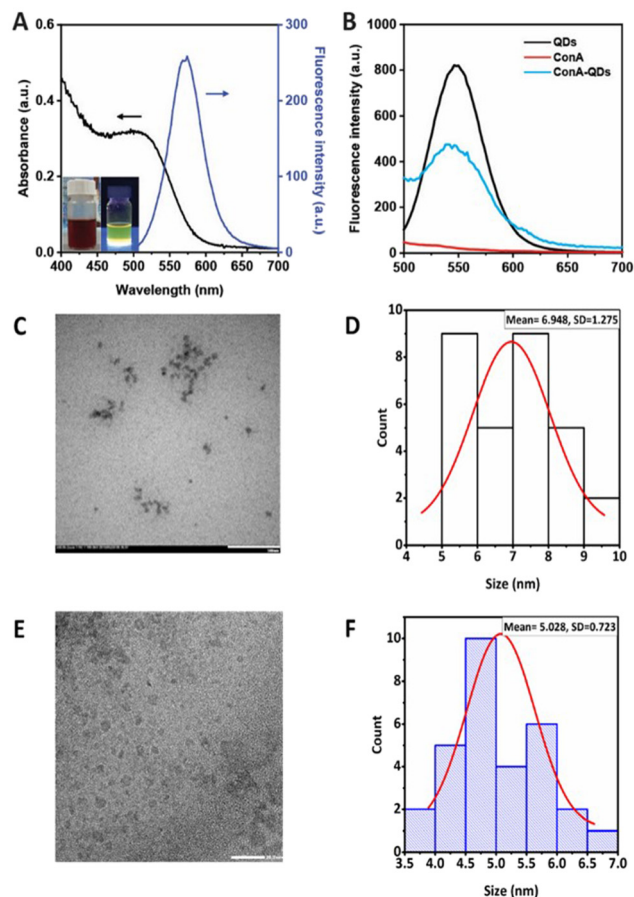 A
0.6
0.4
0.2
0.0
Absorbance (a.u.)
300
200
100
0
Fluorescence intensity (a.u.)
400 450 500 550 600 650 700
Wavelength (nm)
B
1000
800
600
400
200
0
Fluorescence intensity (a.u.)
QDs
ConA
ConA-QDs
500 550 600 650 700
C
D
Mean= 6.948, SD=1.275
10
8
6
4
2
0
Count
4 5 6 7 8 9 10
Size (nm)
E
F
Mean= 5.028, SD=0.723
10
8
6
4
2
0
Count
3.5 4.0 4.5 5.0 5.5 6.0 6.5 7.0
Size (nm)